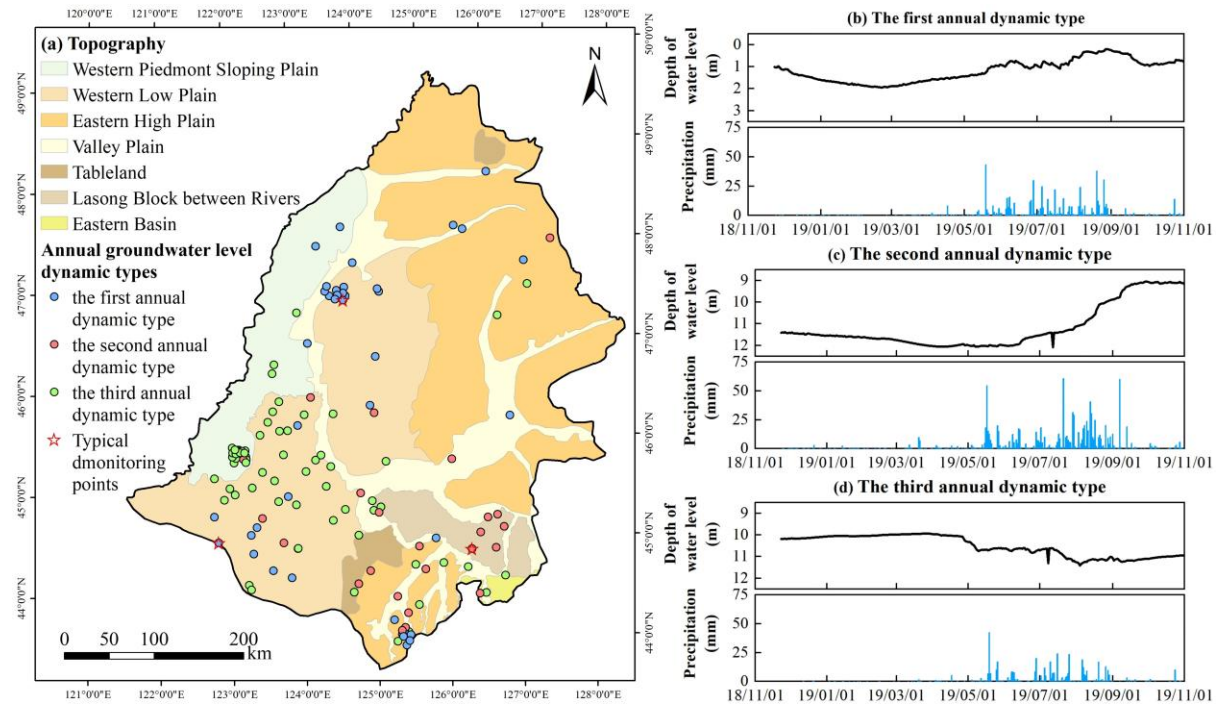 120°0'0"E 121°0'0"E 122°0'0"E 123°0'0"E 124°0'0"E 125°0'0"E 126°0'0"E 127°0'0"E 128°0'0"E
(a) Topography
Western Piedmont Sloping Plain
Western Low Plain
Eastern High Plain
Valley Plain
Tableland
Lasong Block between Rivers
Eastern Basin
Annual groundwater level
dynamic types
the first annual
dynamic type
the second annual
dynamic type
the third annual
dynamic type
Typical
dmonitoring
points
N
49°0'0"N
48°0'0"N
47°0'0"N
46°0'0"N
45°0'0"N
44°0'0"N
50°0'0"N
49°0'0"N
48°0'0"N
47°0'0"N
46°0'0"N
45°0'0"N
44°0'0"N
0 50 100 200
km
121°0'0"E 122°0'0"E 123°0'0"E 124°0'0"E 125°0'0"E 126°0'0"E 127°0'0"E 128°0'0"E
(b) The first annual dynamic type
Depth of
water level
(m)
0
1
2
3
Precipitation
(mm)
75
50
25
0
18/11/01 19/01/01 19/03/01 19/05/01 19/07/01 19/09/01 19/11/01
(c) The second annual dynamic type
Depth of
water level
(m)
9
10
11
12
Precipitation
(mm)
75
50
25
0
18/11/01 19/01/01 19/03/01 19/05/01 19/07/01 19/09/01 19/11/01
(d) The third annual dynamic type
Depth of
water level
(m)
9
10
11
12
Precipitation
(mm)
75
50
25
0
18/11/01 19/01/01 19/03/01 19/05/01 19/07/01 19/09/01 19/11/01